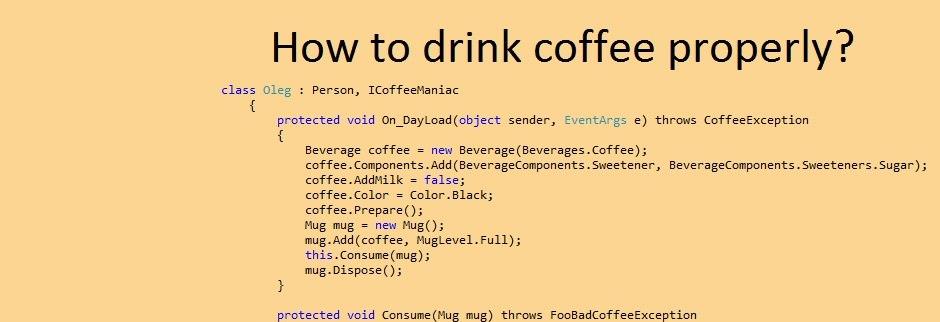 How to drink coffee properly?
class Oleg : Person, ICoffeeManiac
{
protected void On_DayLoad(object sender, EventArgs e) throws CoffeeException
{
Beverage coffee = new Beverage(Beverages.Coffee);
coffee.Components.Add(BeverageComponents.Sweetener, BeverageComponents.Sweeteners.Sugar);
coffee.AddMilk = false;
coffee.Color = Color.Black;
coffee.Prepare();
Mug mug = new Mug();
mug.Add(coffee, MugLevel.Full);
this.Consume(mug);
mug.Dispose();
}
protected void Consume(Mug mug) throws FooBadCoffeeException